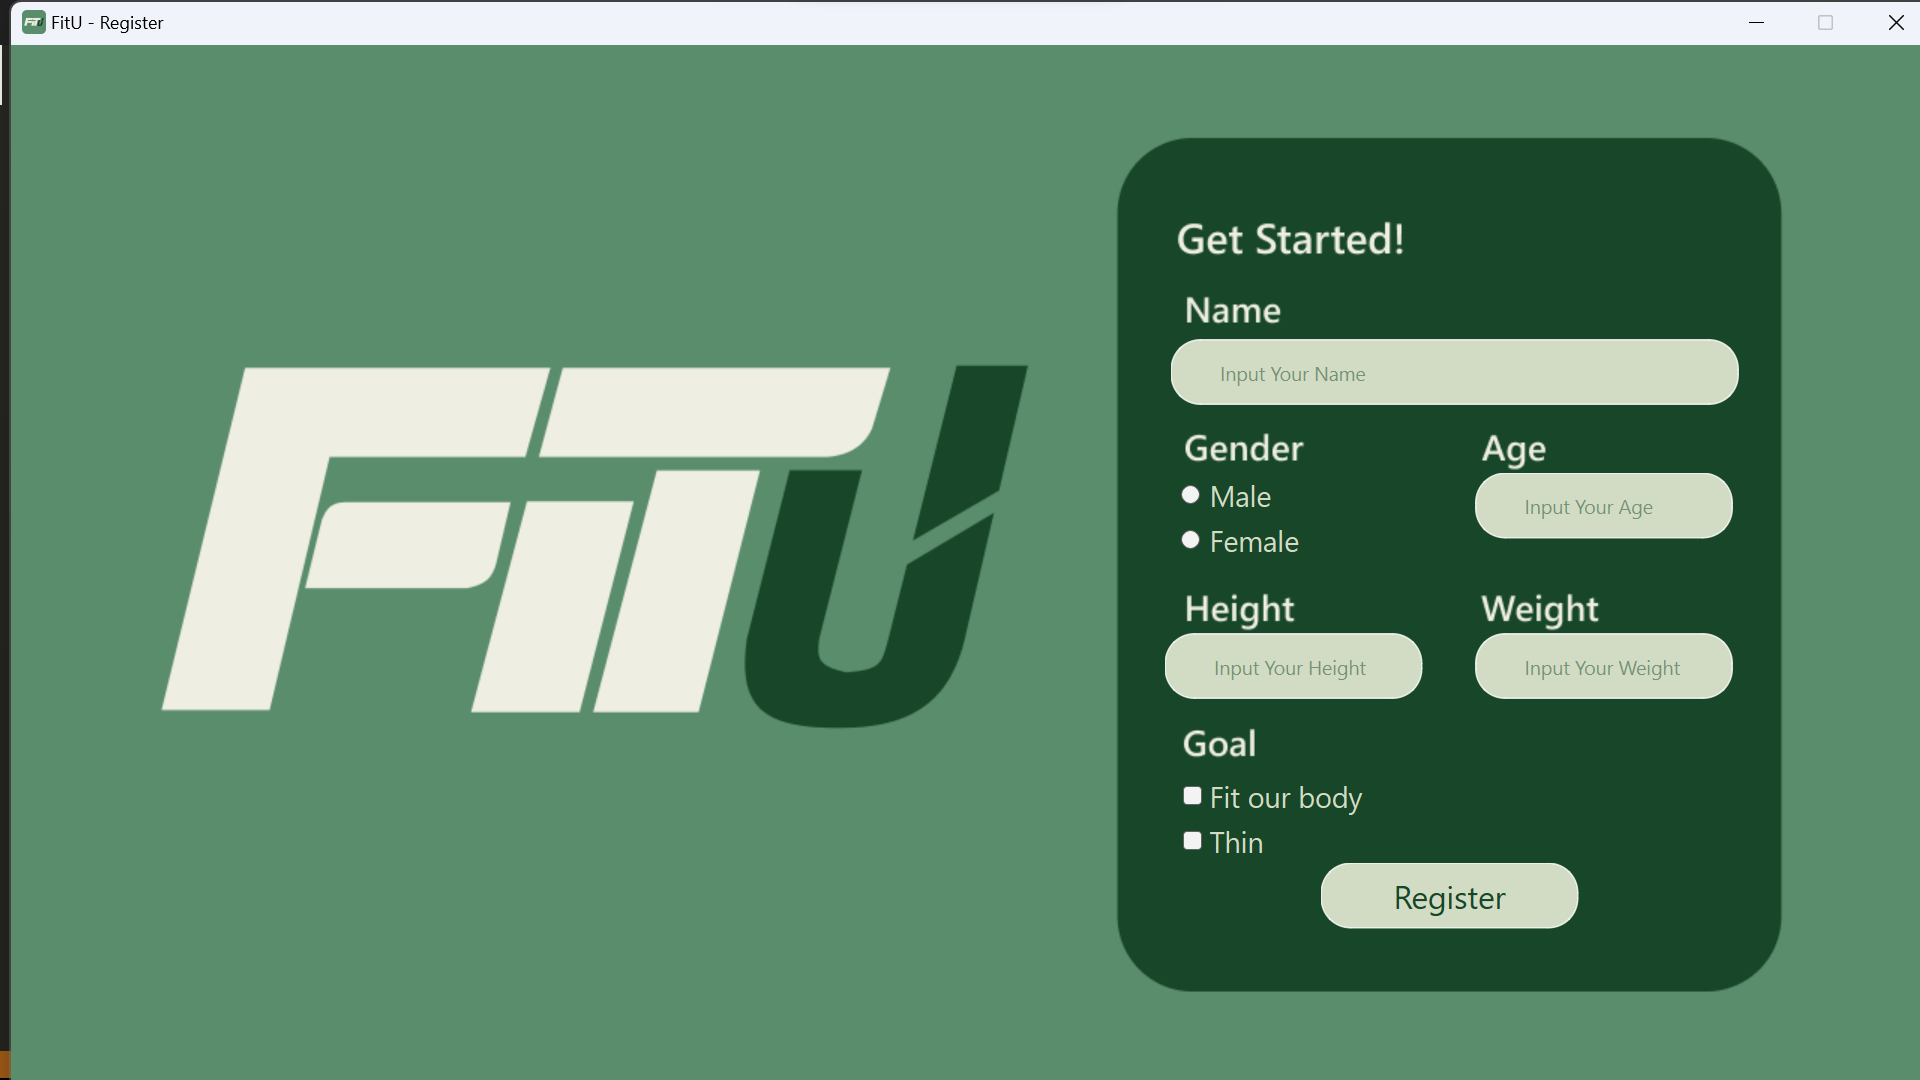 FitU - Register
FiTU
Get Started!
Name
Input Your Name
Gender
Age
Male
Input Your Age
Female
Height
Weight
Input Your Height
Input Your Weight
Goal
Fit our body
Thin
Register